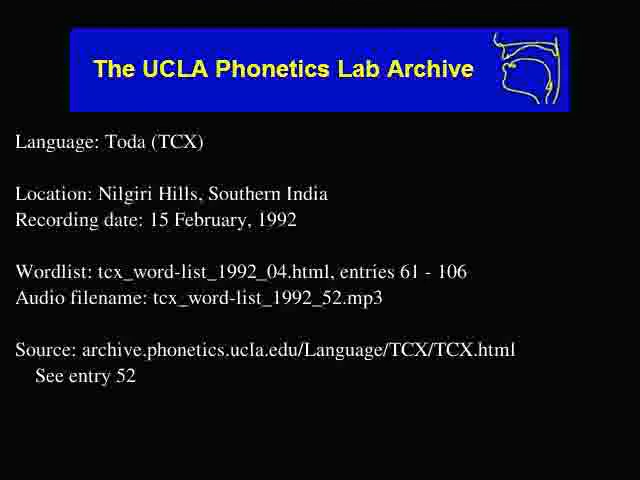 The UCLA Phonetics Lab Archive
Language: Toda (TCX)
Location: Nilgiri Hills, Southern India
Recording date: 15 February, 1992
Wordlist: tcx_word-list_1992_04.html, entries 61 - 106
Audio filename: tcx_word-list_1992_52.mp3
Source: archive.phonetics.ucla.edu/Language/TCX/TCX.html
See entry 52